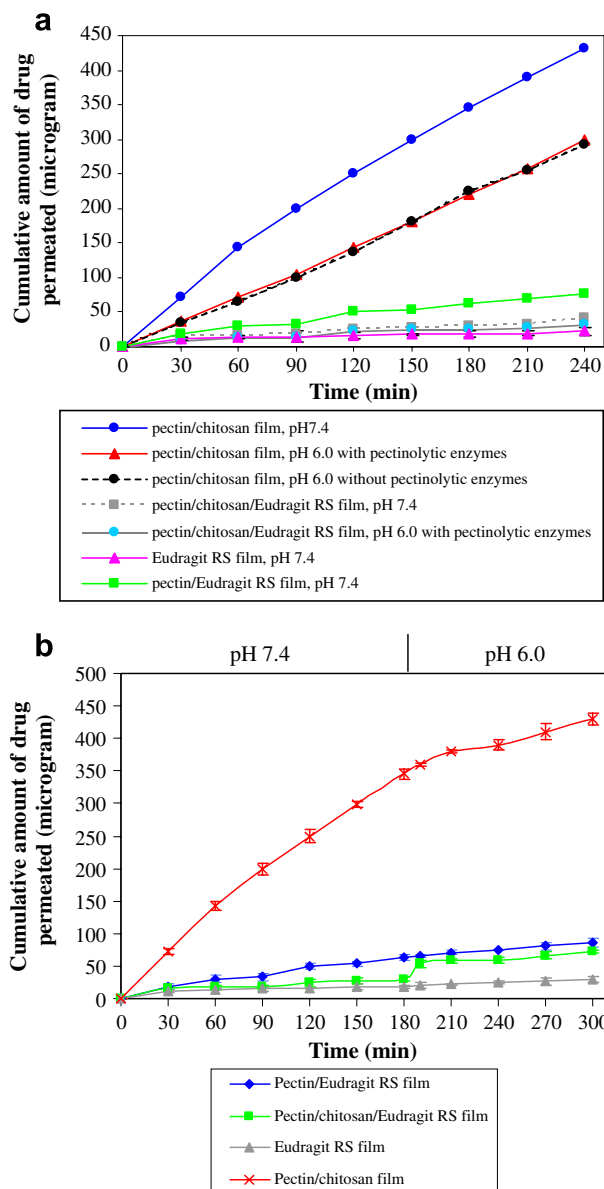 a
Cumulative amount of drug
permeated (microgram)
450
400
350
300
250
200
150
100
50
0
0 30 60 90 120 150 180 210 240
Time (min)
pectin/chitosan film, pH7.4
pectin/chitosan film, pH 6.0 with pectinolytic enzymes
pectin/chitosan film, pH 6.0 without pectinolytic enzymes
pectin/chitosan/Eudragit RS film, pH 7.4
pectin/chitosan/Eudragit RS film, pH 6.0 with pectinolytic enzymes
Eudragit RS film, pH 7.4
pectin/Eudragit RS film, pH 7.4
b
pH 7.4 pH 6.0
Cumulative amount of drug
permeated (microgram)
500
450
400
350
300
250
200
150
100
50
0
0 30 60 90 120 150 180 210 240 270 300
Time (min)
Pectin/Eudragit RS film
Pectin/chitosan/Eudragit RS film
Eudragit RS film
Pectin/chitosan film